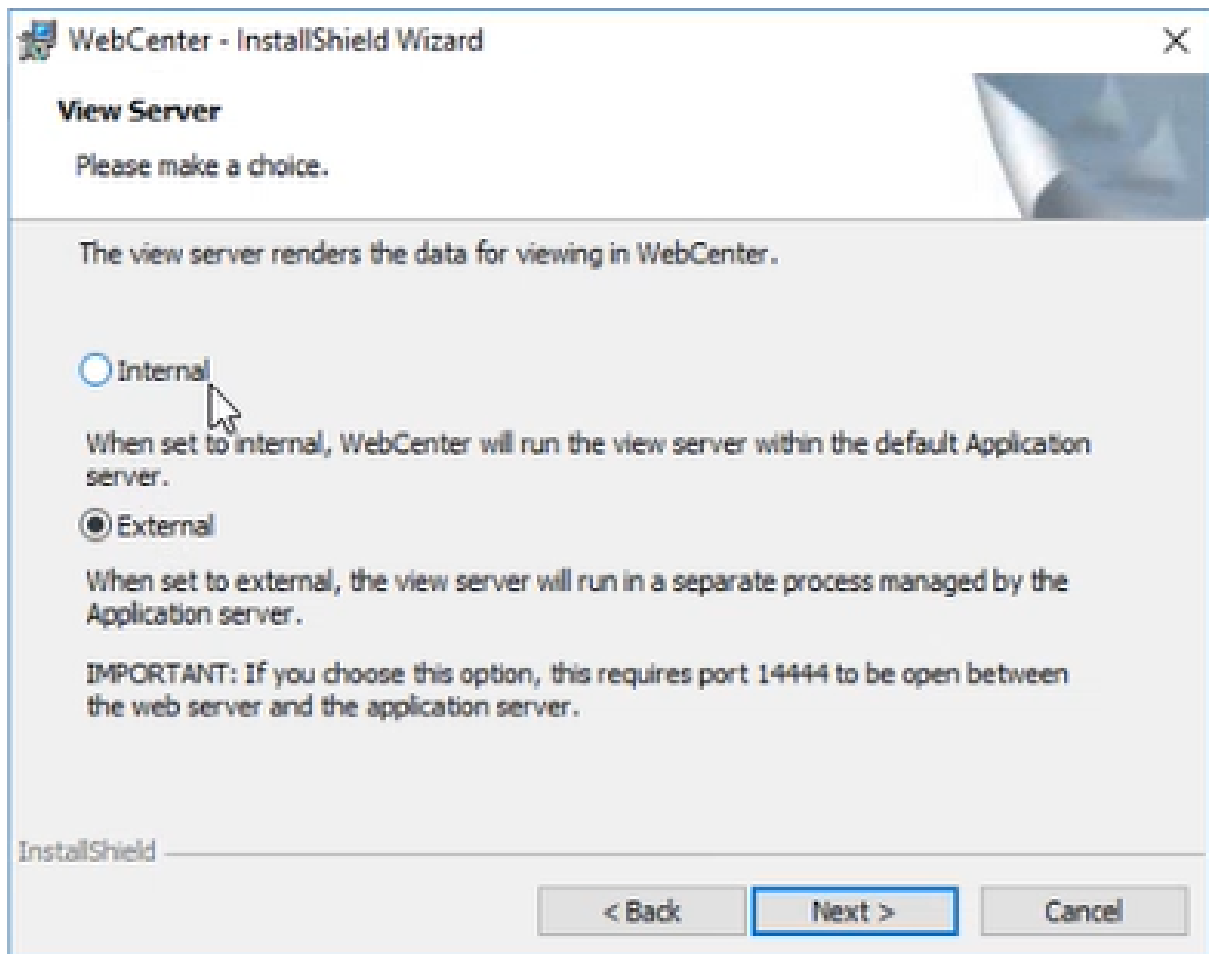 WebCenter - InstallShield Wizard
View Server
Please make a choice.
The view server renders the data for viewing in WebCenter.
Internal
When set to internal, WebCenter will run the view server within the default Application
server.
External
When set to external, the view server will run in a separate process managed by the
Application server.
IMPORTANT: If you choose this option, this requires port 14444 to be open between
the web server and the application server.
InstallShield
< Back
Next >
Cancel